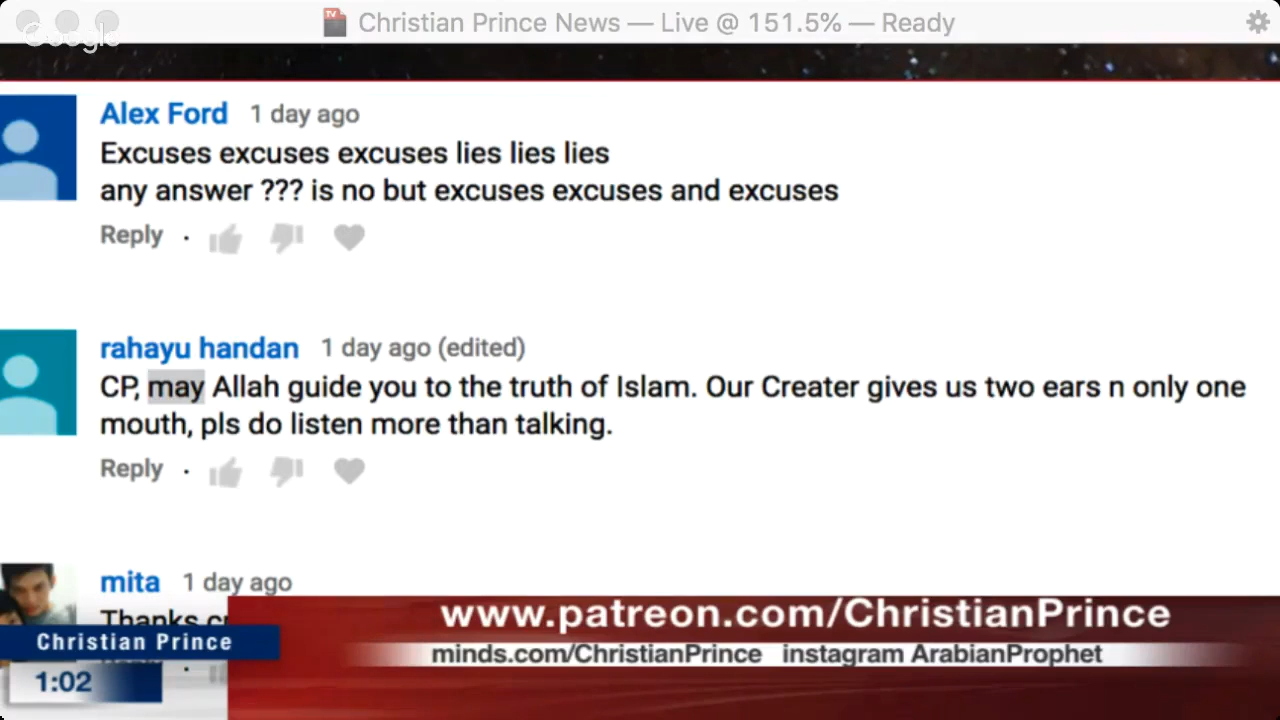 Christian Prince News — Live @ 151.5% — Ready
Google
Alex Ford 1 day ago
Excuses excuses excuses lies lies lies
any answer ??? is no but excuses excuses and excuses
Reply
rahayu handan 1 day ago (edited)
CP, may Allah guide you to the truth of Islam. Our Creater gives us two ears n only one
mouth, pls do listen more than talking.
Reply
mita 1 day ago
Thanks
www.patreon.com/ChristianPrince
Christian Prince
minds.com/ChristianPrince instagram ArabianProphet
1:02